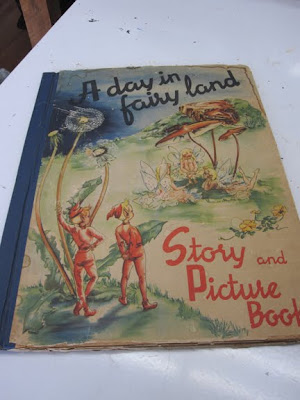 A day in
fairy land
Story and
Picture
Book